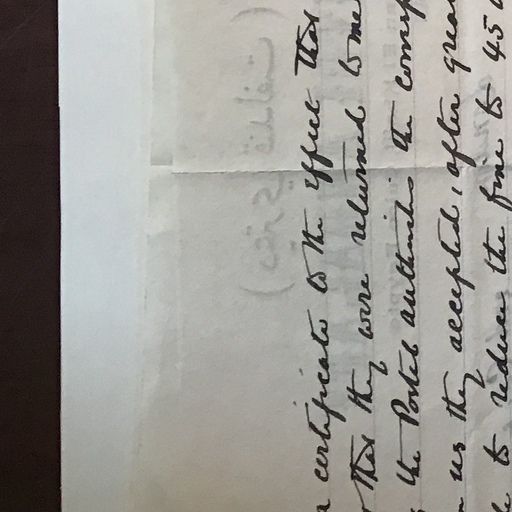 a certificate to the effect that
that they were returned to me
the Postal authorities the corresp
us they accepted, after grea
to reduce the fine to 45